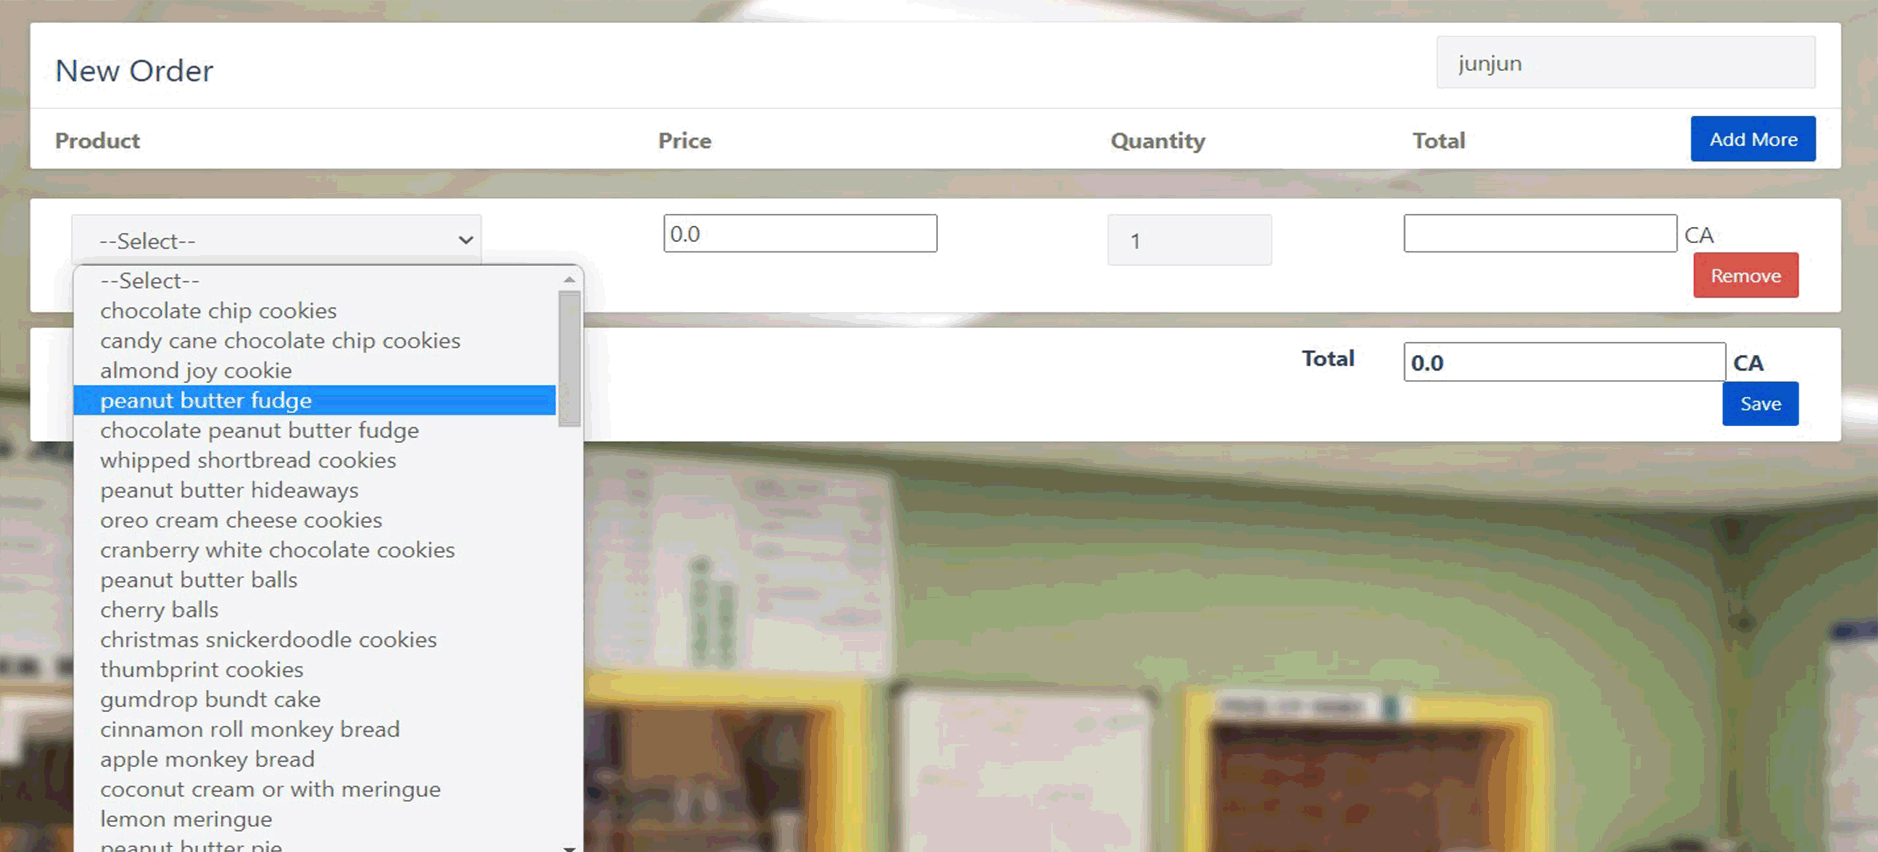 New Order
junjun
Product Price Quantity Total Add More
--Select-- 0.0 1 CA
Remove
--Select--
chocolate chip cookies
candy cane chocolate chip cookies
almond joy cookie
peanut butter fudge
chocolate peanut butter fudge
whipped shortbread cookies
peanut butter hideaways
oreo cream cheese cookies
cranberry white chocolate cookies
peanut butter balls
cherry balls
christmas snickerdoodle cookies
thumbprint cookies
gumdrop bundt cake
cinnamon roll monkey bread
apple monkey bread
coconut cream or with meringue
lemon meringue
peanut butter pie
Total 0.0 CA
Save